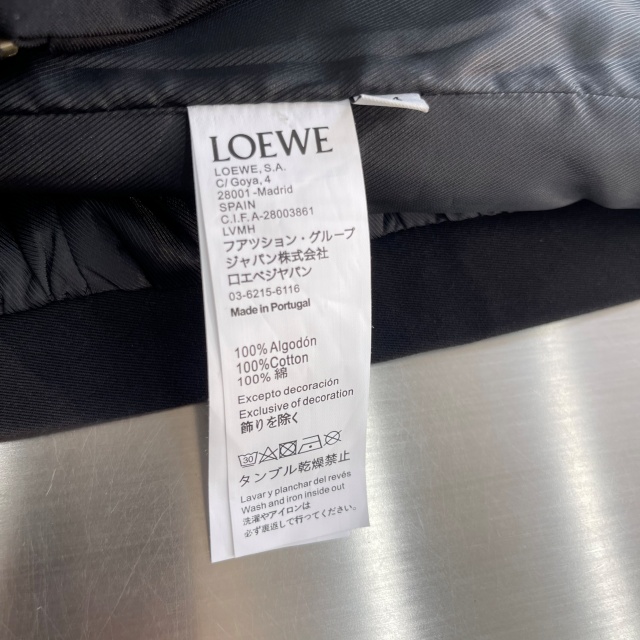 LOEWE
LOEWE, S.A.
C/ Goya, 4
28001 -Madrid
SPAIN
C.I.F. A-28003861
LVMH
フアツション・グループ
ジャパン株式会社
ロエベジャパン
03-6215-6116
Made in Portugal
100% Algodón
100%Cotton
100% 綿
Excepto decoración
Exclusive of decoration
飾りを除く
30
タンブル乾燥禁止
Lavar y planchar del revés
Wash and iron inside out
洗濯やアイロンは
必ず裏返して行ってください。